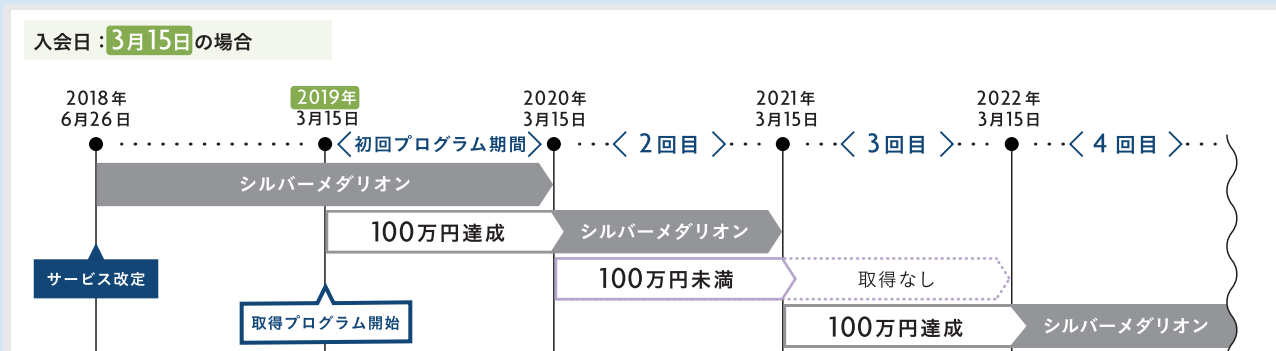 入会日：3月15日の場合
2018年
6月26日
2019年
3月15日
2020年
3月15日
2021年
3月15日
2022年
3月15日
初回プログラム期間
2回目
3回目
4回目
シルバーメダリオン
100万円達成
シルバーメダリオン
サービス改定
100万円未満
取得なし
取得プログラム開始
100万円達成
シルバーメダリオン